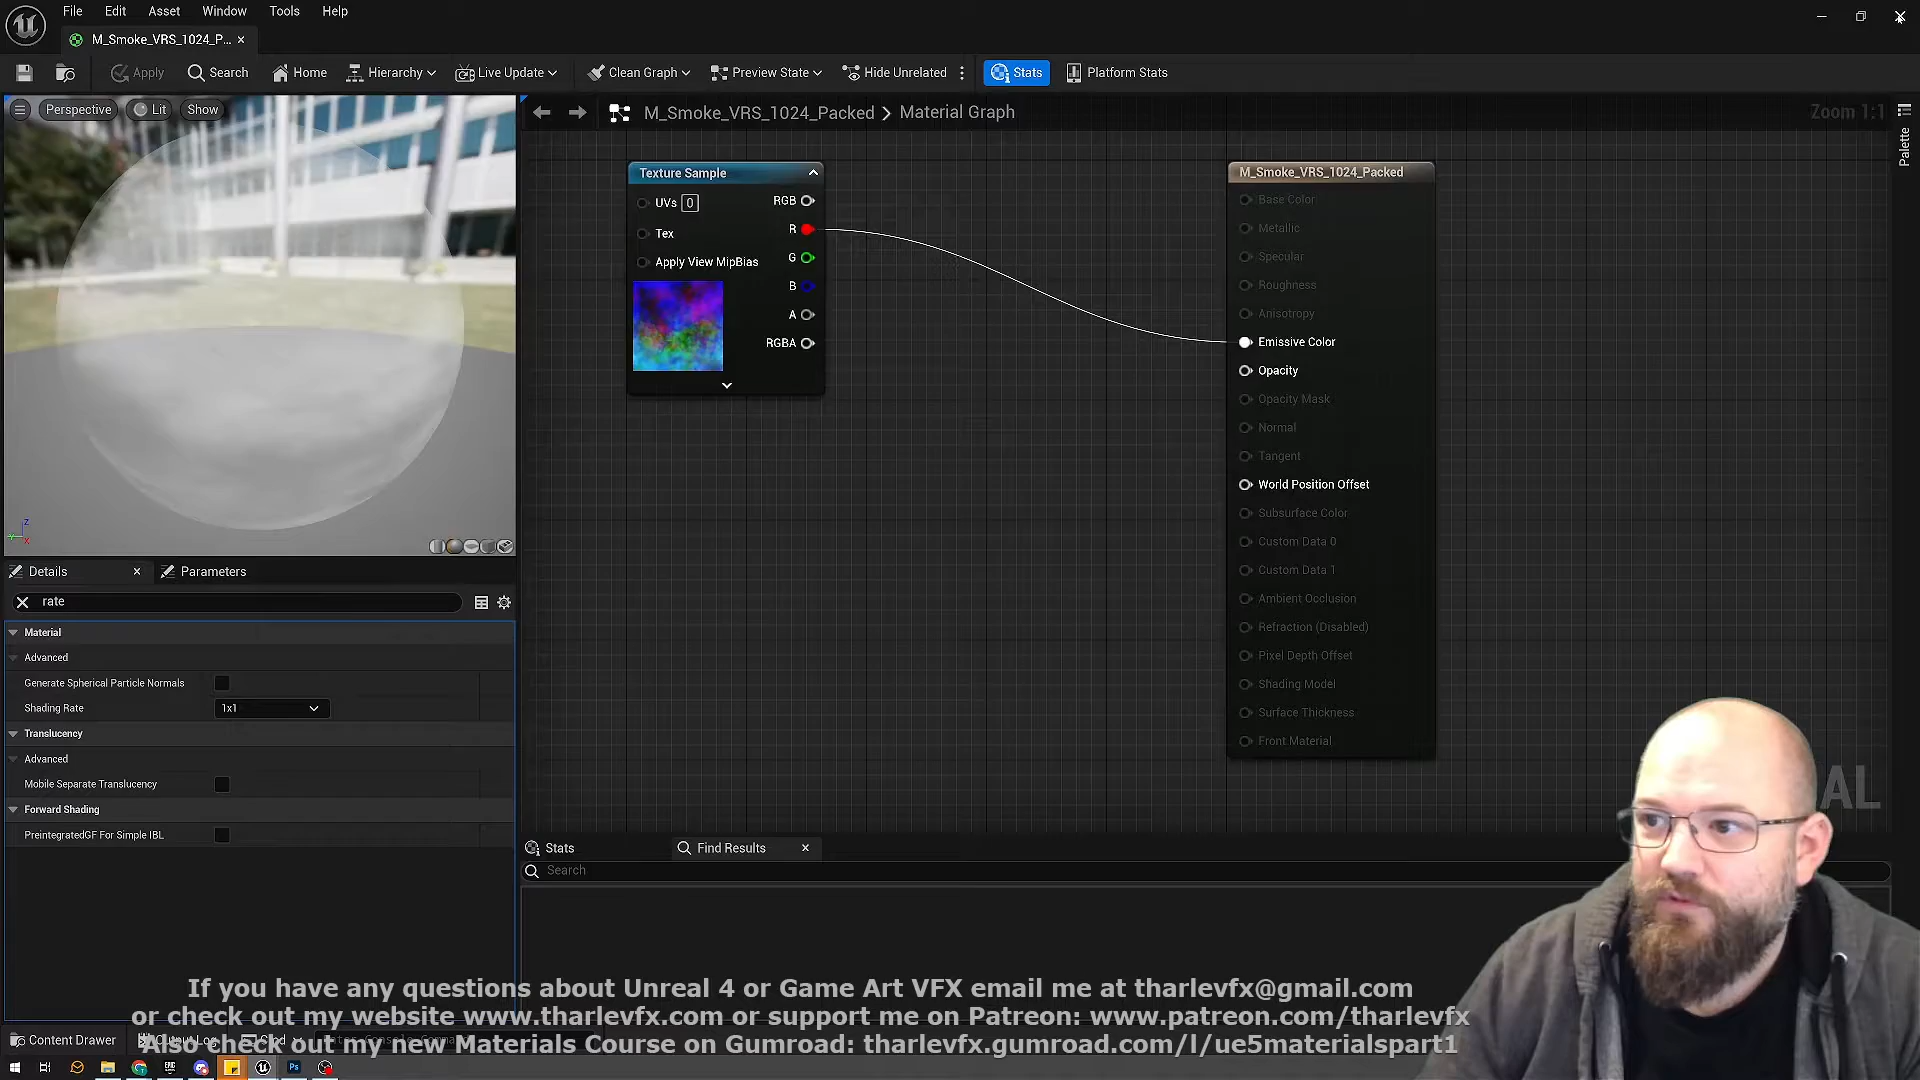 File Edit Asset Window Tools Help
M_Smoke_VRS_1024_P...
Apply Search Home Hierarchy Live Update Clean Graph Preview State Hide Unrelated Stats Platform Stats
Perspective Lit Show
M_Smoke_VRS_1024_Packed > Material Graph Zoom 1:1
Palette
Texture Sample
UVs 0 RGB
R
Tex
G
Apply View MipBias
B
A
RGBA
M_Smoke_VRS_1024_Packed
Base Color
Metallic
Specular
Roughness
Anisotropy
Emissive Color
Opacity
Opacity Mask
Normal
Tangent
World Position Offset
Subsurface Color
Custom Data 0
Custom Data 1
Ambient Occlusion
Refraction (Disabled)
Pixel Depth Offset
Shading Model
Surface Thickness
Front Material
AL
Z
X
Details Parameters
rate
Material
Advanced
Generate Spherical Particle Normals
Shading Rate 1x1
Translucency
Advanced
Mobile Separate Translucency
Forward Shading
PreintegratedGF For Simple IBL
Stats Find Results
Search
If you have any questions about Unreal 4 or Game Art VFX email me at tharlevfx@gmail.com
or check out my website www.tharlevfx.com or support me on Patreon: www.patreon.com/tharlevfx
Also check out my new Materials Course on Gumroad: tharlevfx.gumroad.com/l/ue5materialspart1
Content Drawer
EPIC
Ps